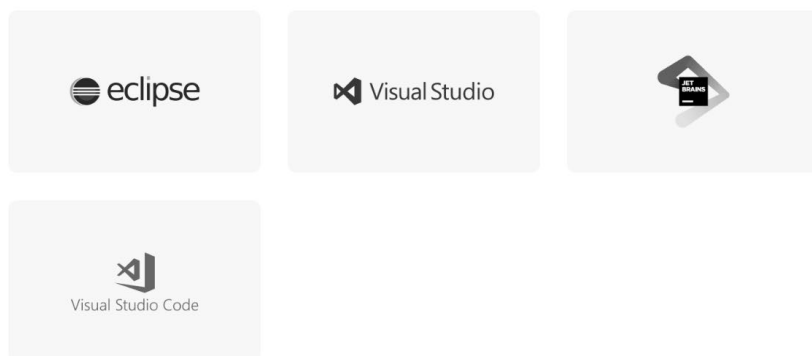 eclipse
Visual Studio
JET
BRAINS
Visual Studio Code